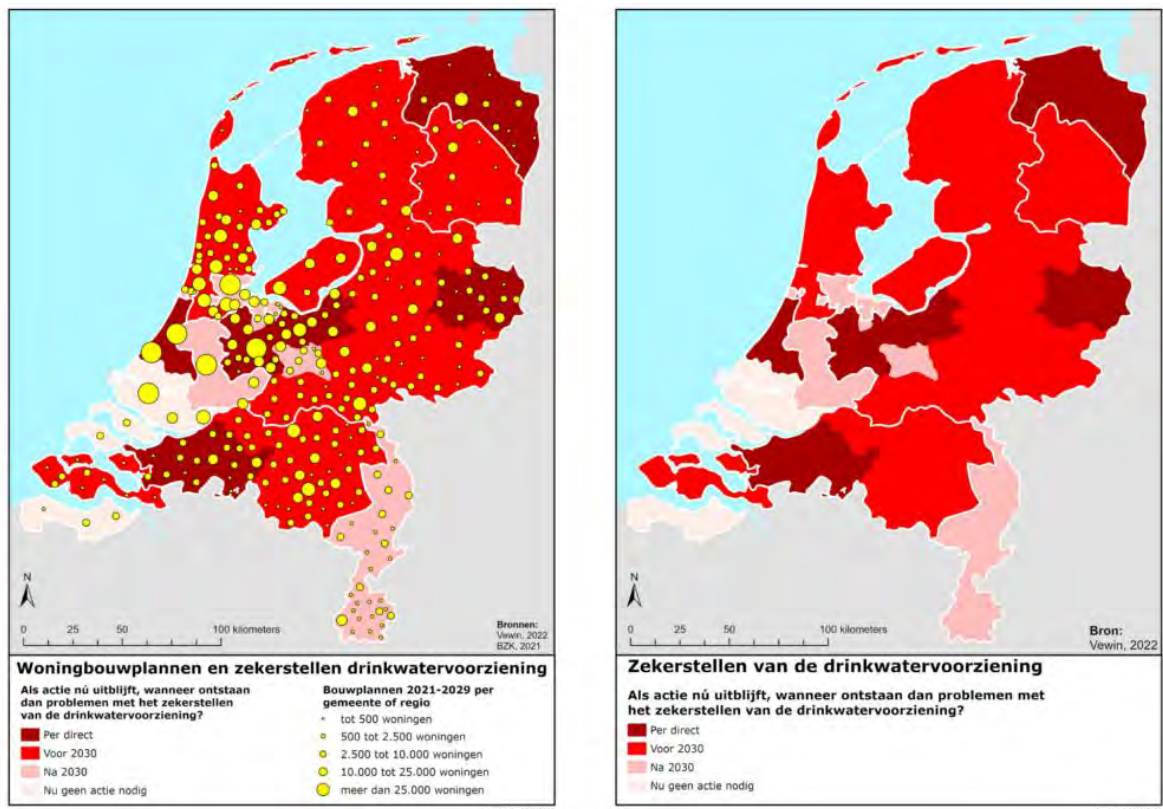 N
0 25 50 100 kilometers
Bronnen:
Vewin, 2022
BZK, 2021
Woningbouwplannen en zekerstellen drinkwatervoorziening
Als actie nú uitblijft, wanneer ontstaan
dan problemen met het zekerstellen
van de drinkwatervoorziening?
Per direct
Voor 2030
Na 2030
Nu geen actie nodig
Bouwplannen 2021-2029 per
gemeente of regio
tot 500 woningen
500 tot 2.500 woningen
2.500 tot 10.000 woningen
10.000 tot 25.000 woningen
meer dan 25.000 woningen
N
0 25 50 100 kilometers
Bron:
Vewin, 2022
Zekerstellen van de drinkwatervoorziening
Als actie nú uitblijft, wanneer ontstaan dan problemen met
het zekerstellen van de drinkwatervoorziening?
Per direct
Voor 2030
Na 2030
Nu geen actie nodig